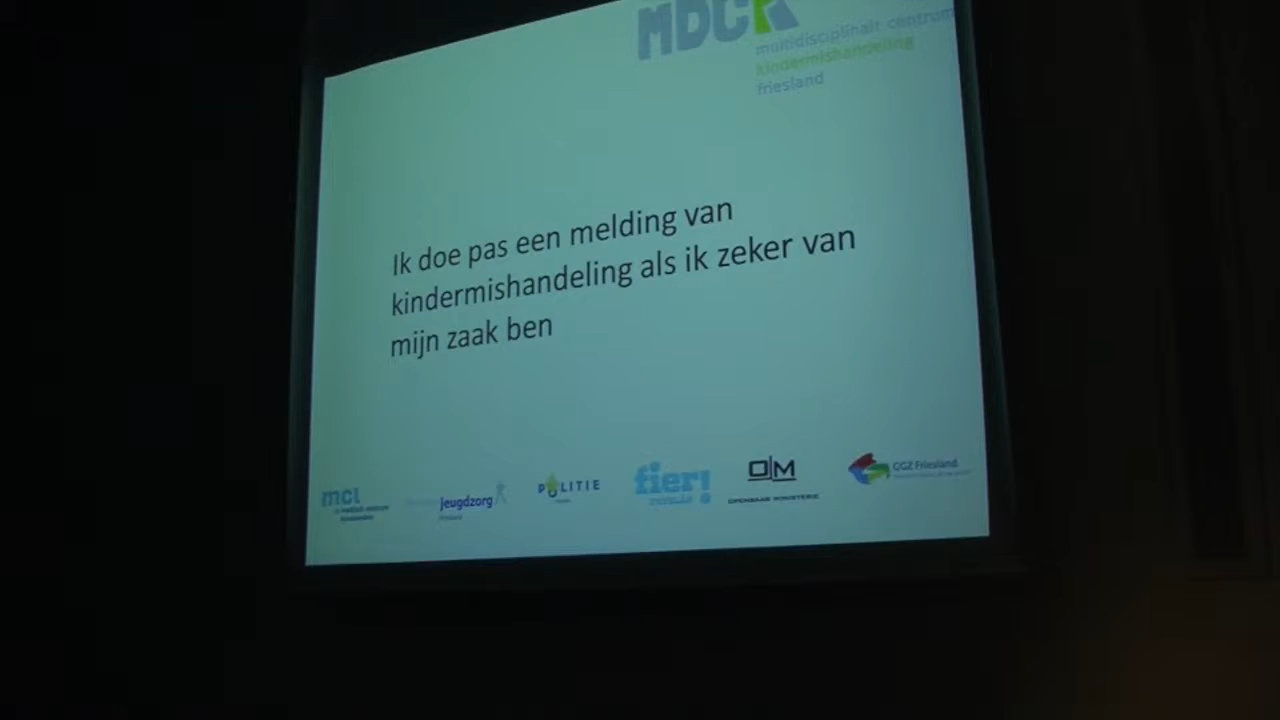 MDCK
multidisciplinair centrum
kindermishandeling
friesland
Ik doe pas een melding van
kindermishandeling als ik zeker van
mijn zaak ben
mcl
Jeugdzorg
POLITIE
fier!
OM
OPENBAAR MINISTERIE
GGZ Friesland